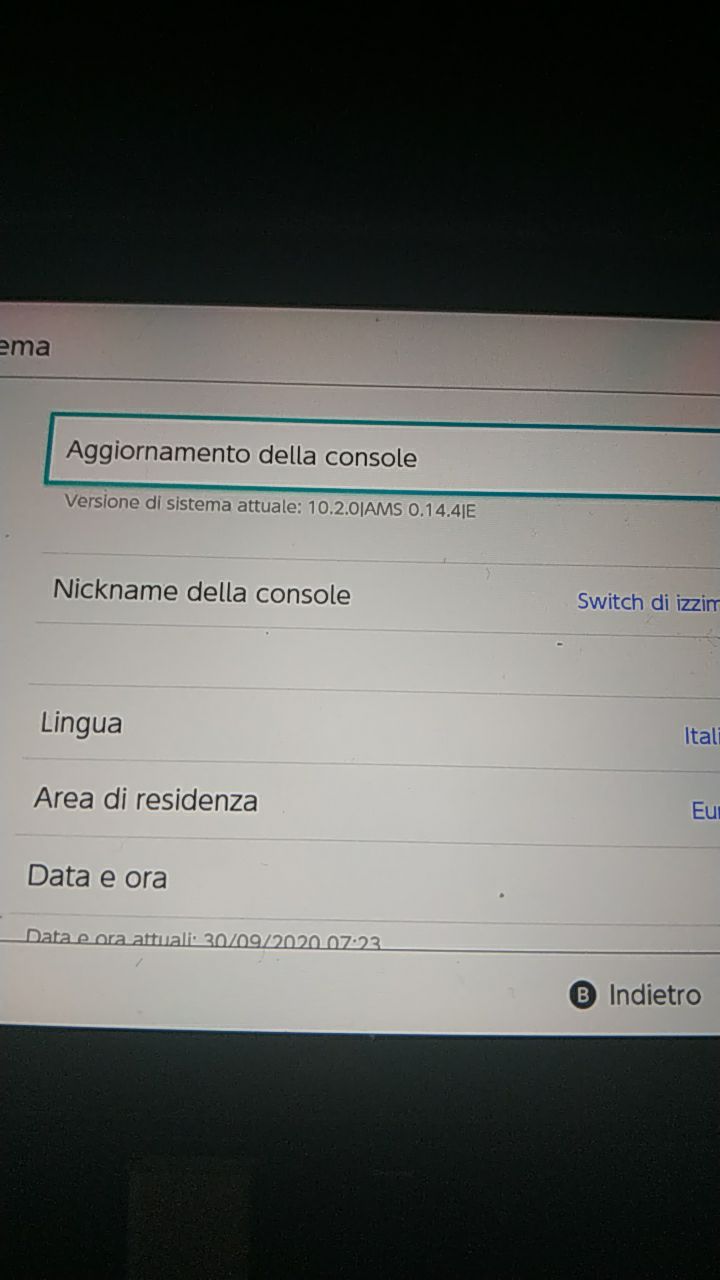 ema
Aggiornamento della console
Versione di sistema attuale: 10.2.0|AMS 0.14.4|E
Nickname della console
Switch di izzim
Lingua
Itali
Area di residenza
Eur
Data e ora
Data e ora attuali: 30/09/2020 07:23
B Indietro